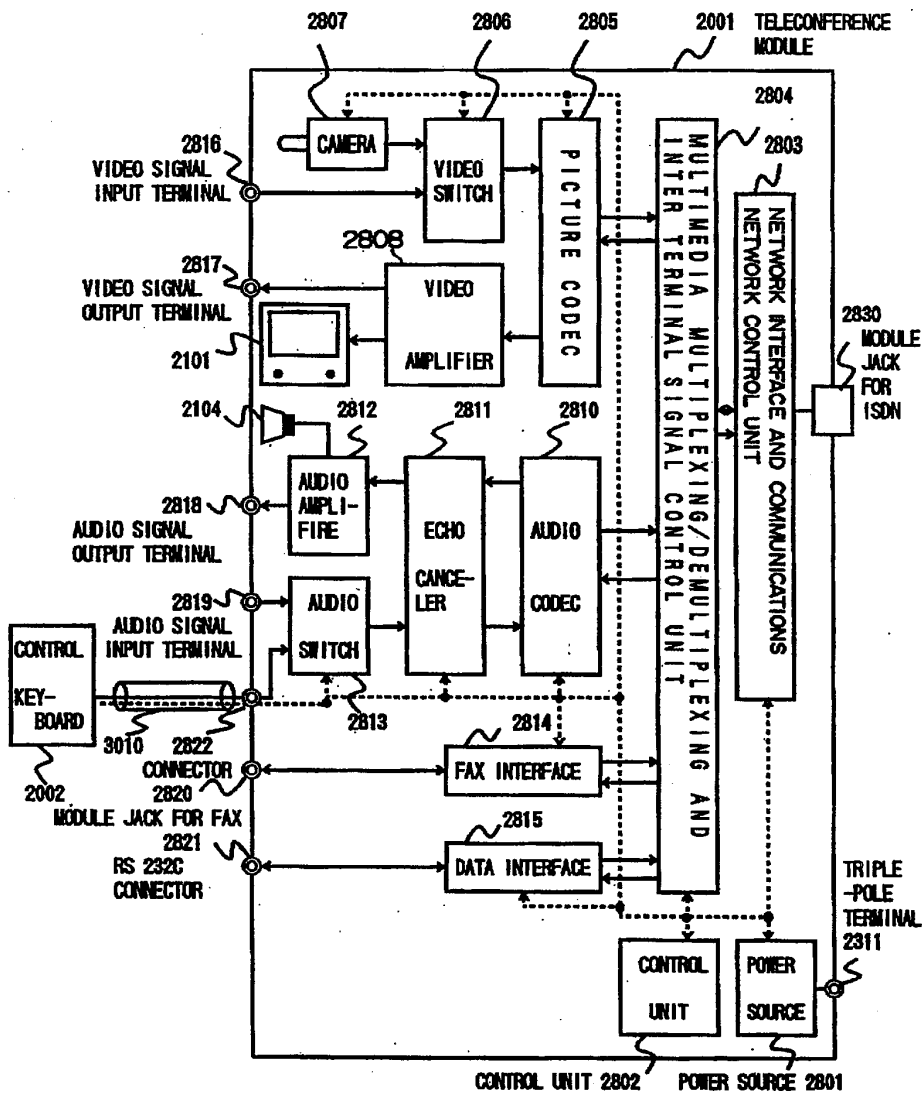 2807
2806
2805
2001 TELECONFERENCE
MODULE
2804
2803
2816
VIDEO SIGNAL
INPUT TERMINAL
CAMERA
VIDEO
SWITCH
PICTURE CODEC
MULTIMEDIA MULTIPLEXING/DEMULTIPLEXING AND
INTER TERMINAL SIGNAL CONTROL UNIT
NETWORK INTERFACE AND COMMUNICATIONS
NETWORK CONTROL UNIT
2808
2817
VIDEO SIGNAL
OUTPUT TERMINAL
VIDEO
AMPLIFIER
2101
2830
MODULE
JACK
FOR
ISDN
2104
2812
2811
2810
AUDIO
AMPLI-
FIRE
ECHO
CANCE-
LER
AUDIO
CODEC
2818
AUDIO SIGNAL
OUTPUT TERMINAL
2819
AUDIO SIGNAL
INPUT TERMINAL
AUDIO
SWITCH
CONTROL
KEY-
BOARD
3010
2822
CONNECTOR
2813
2814
FAX INTERFACE
2002
2820
MODULE JACK FOR FAX
2821
RS 232C
CONNECTOR
2815
DATA INTERFACE
TRIPLE
-POLE
TERMINAL
2311
CONTROL
UNIT
POWER
SOURCE
CONTROL UNIT 2802
POWER SOURCE 2801